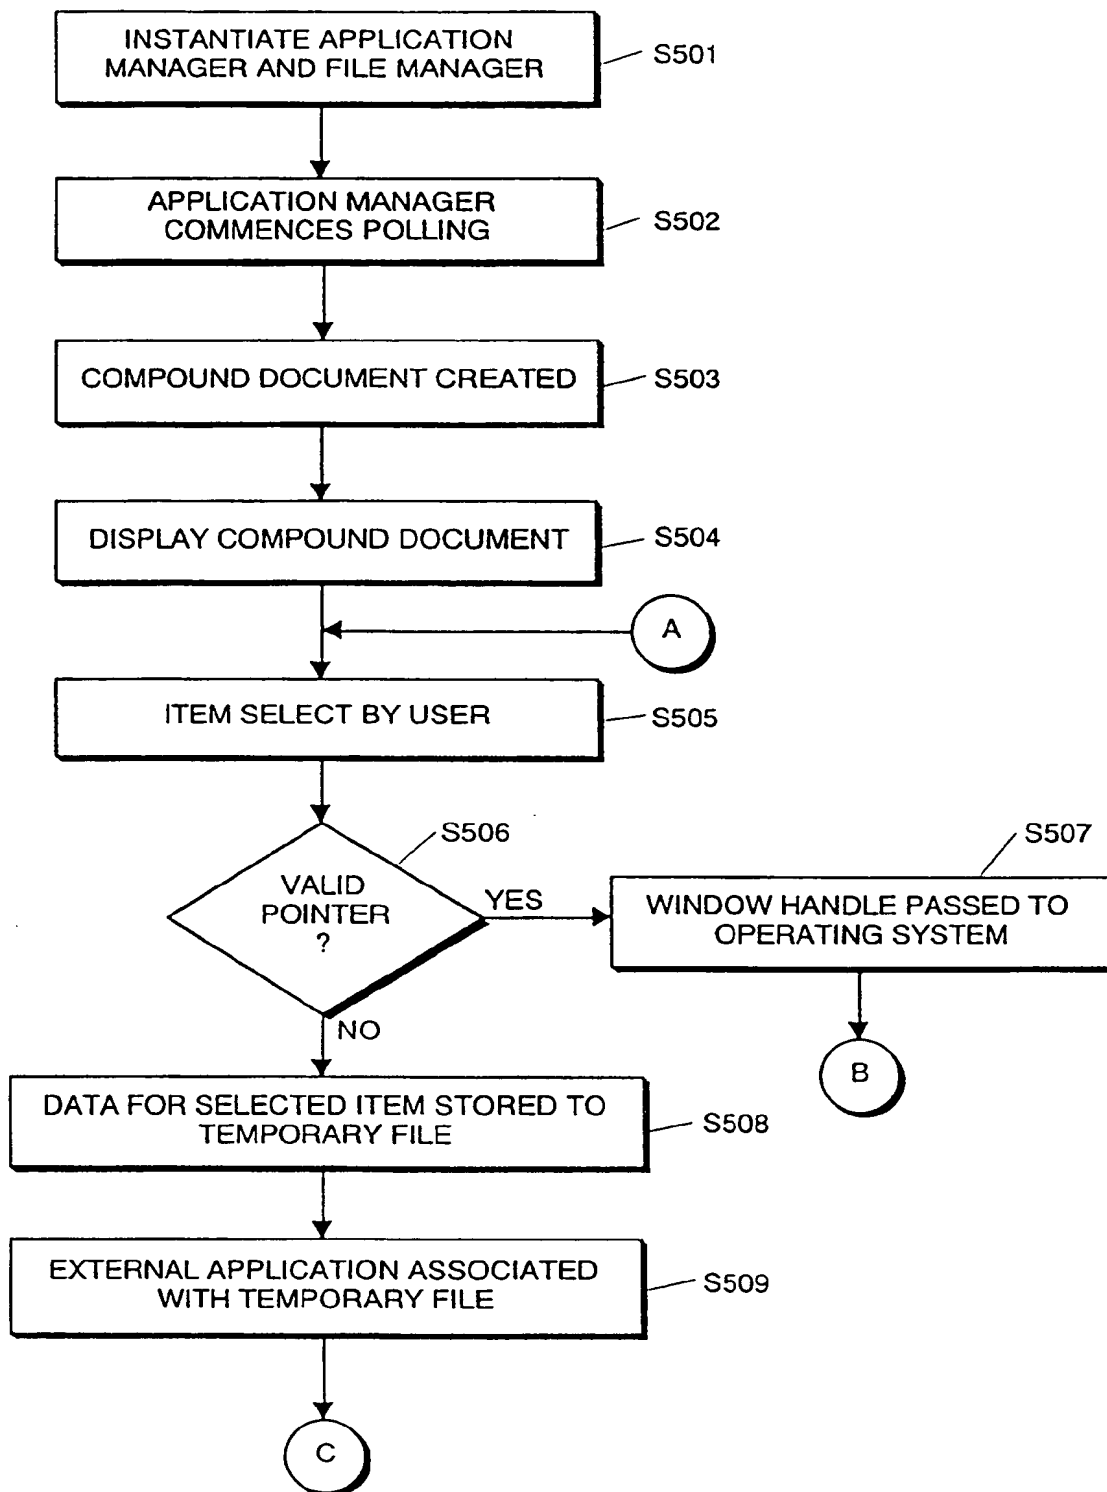 INSTANTIATE APPLICATION
MANAGER AND FILE MANAGER
S501
APPLICATION MANAGER
COMMENCES POLLING
S502
COMPOUND DOCUMENT CREATED
S503
DISPLAY COMPOUND DOCUMENT
S504
A
ITEM SELECT BY USER
S505
S506
VALID
POINTER
?
YES
S507
WINDOW HANDLE PASSED TO
OPERATING SYSTEM
B
NO
DATA FOR SELECTED ITEM STORED TO
TEMPORARY FILE
S508
EXTERNAL APPLICATION ASSOCIATED
WITH TEMPORARY FILE
S509
C